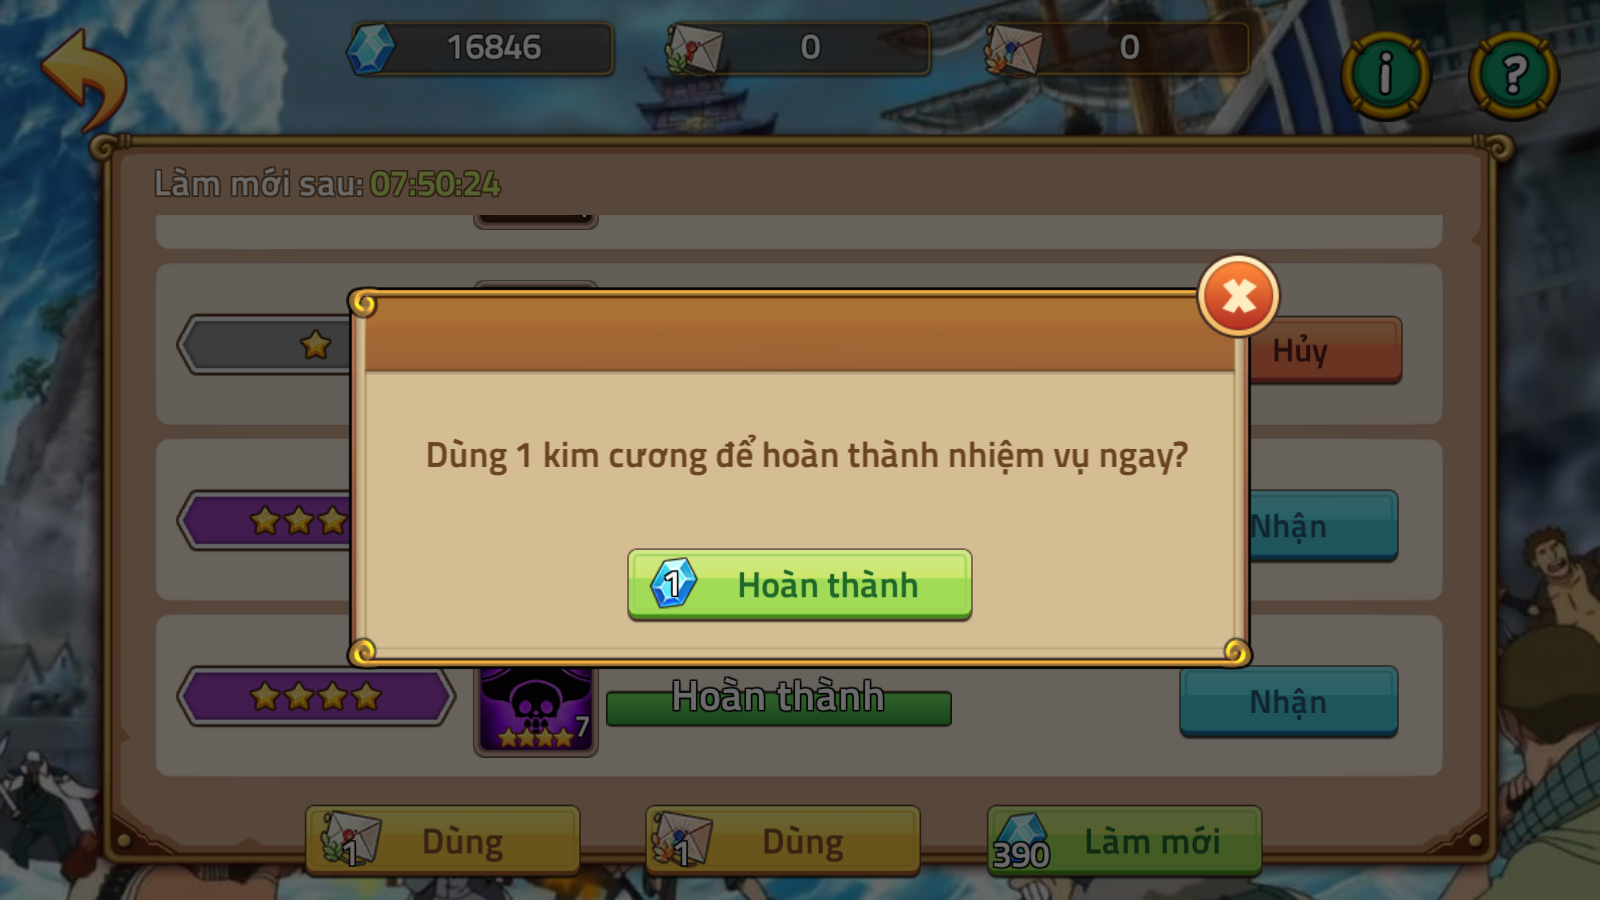 16846
0
0
i
?
Làm mới sau: 07:50:24
Hủy
Dùng 1 kim cương để hoàn thành nhiệm vụ ngay?
Nhận
1 Hoàn thành
7
Hoàn thành
Nhận
1 Dùng
1 Dùng
390 Làm mới